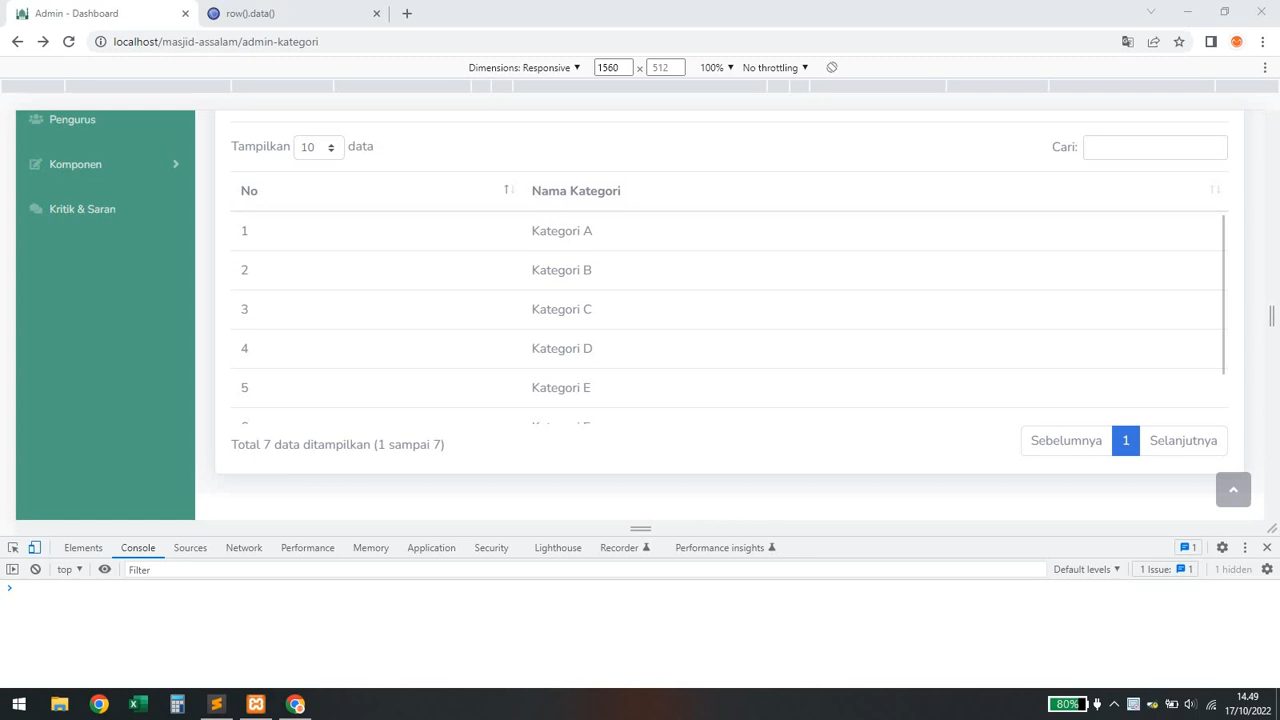 Admin - Dashboard
row().data()
localhost/masjid-assalam/admin-kategori
Dimensions: Responsive ▼ 1560 × 512 100% ▼ No throttling ▼
Pengurus
Komponen
Kritik & Saran
Tampilkan 10 data
Cari:
No Nama Kategori
1 Kategori A
2 Kategori B
3 Kategori C
4 Kategori D
5 Kategori E
Total 7 data ditampilkan (1 sampai 7)
Sebelumnya 1 Selanjutnya
Elements Console Sources Network Performance Memory Application Security Lighthouse Recorder Performance insights 1
top ▼ Filter Default levels ▼ 1 Issue: 1 1 hidden
80%
14.49
17/10/2022